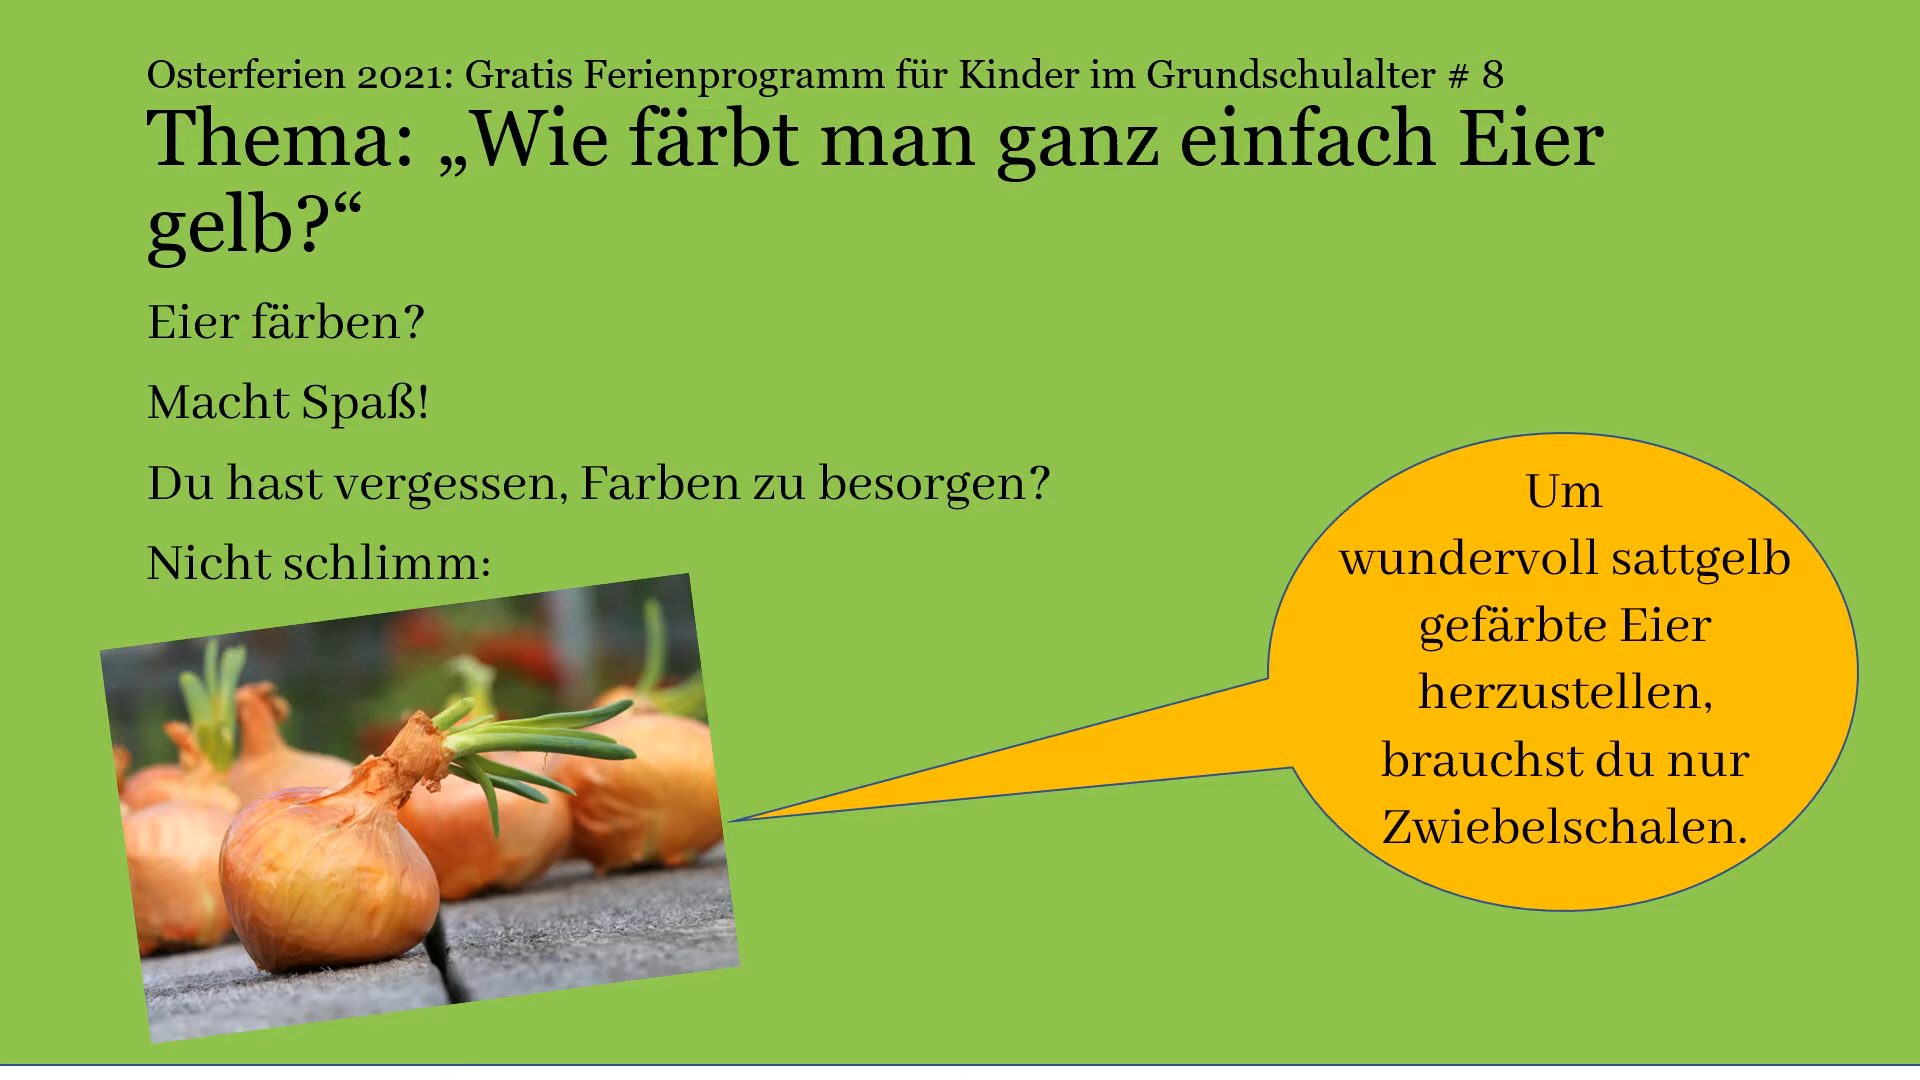 Osterferien 2021: Gratis Ferienprogramm für Kinder im Grundschulalter # 8
Thema: „Wie färbt man ganz einfach Eier
gelb?“
Eier färben?
Macht Spaß!
Du hast vergessen, Farben zu besorgen?
Nicht schlimm:
Um
wundervoll sattgelb
gefärbte Eier
herzustellen,
brauchst du nur
Zwiebelschalen.